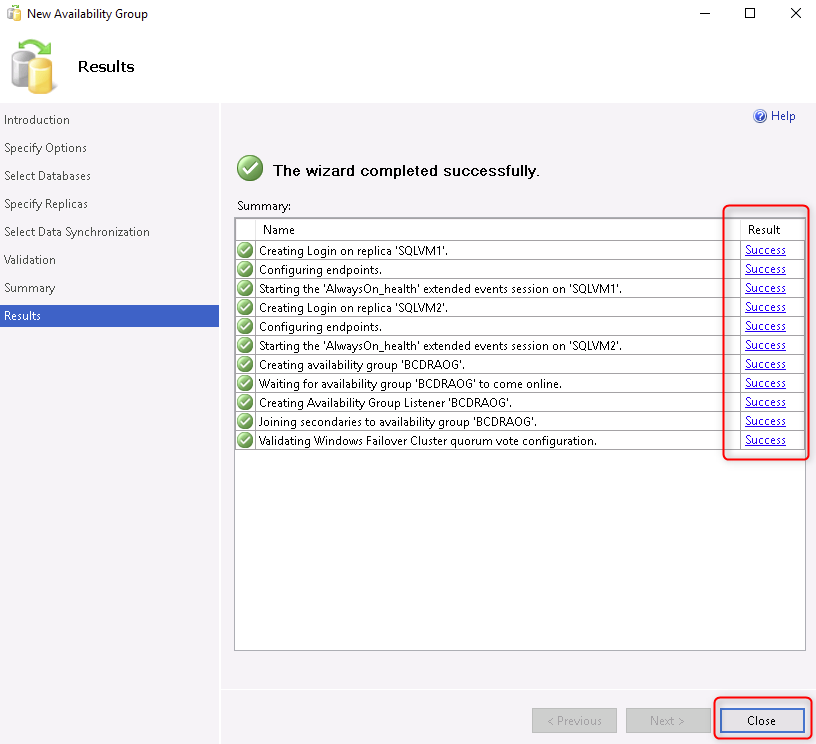 New Availability Group
Results
Introduction
Specify Options
Select Databases
Specify Replicas
Select Data Synchronization
Validation
Summary
Results
Help
The wizard completed successfully.
Summary:
Name Result
Creating Login on replica 'SQLVM1'. Success
Configuring endpoints. Success
Starting the 'AlwaysOn_health' extended events session on 'SQLVM1'. Success
Creating Login on replica 'SQLVM2'. Success
Configuring endpoints. Success
Starting the 'AlwaysOn_health' extended events session on 'SQLVM2'. Success
Creating availability group 'BCDRAOG'. Success
Waiting for availability group 'BCDRAOG' to come online. Success
Creating Availability Group Listener 'BCDRAOG'. Success
Joining secondaries to availability group 'BCDRAOG'. Success
Validating Windows Failover Cluster quorum vote configuration. Success
< Previous Next > Close